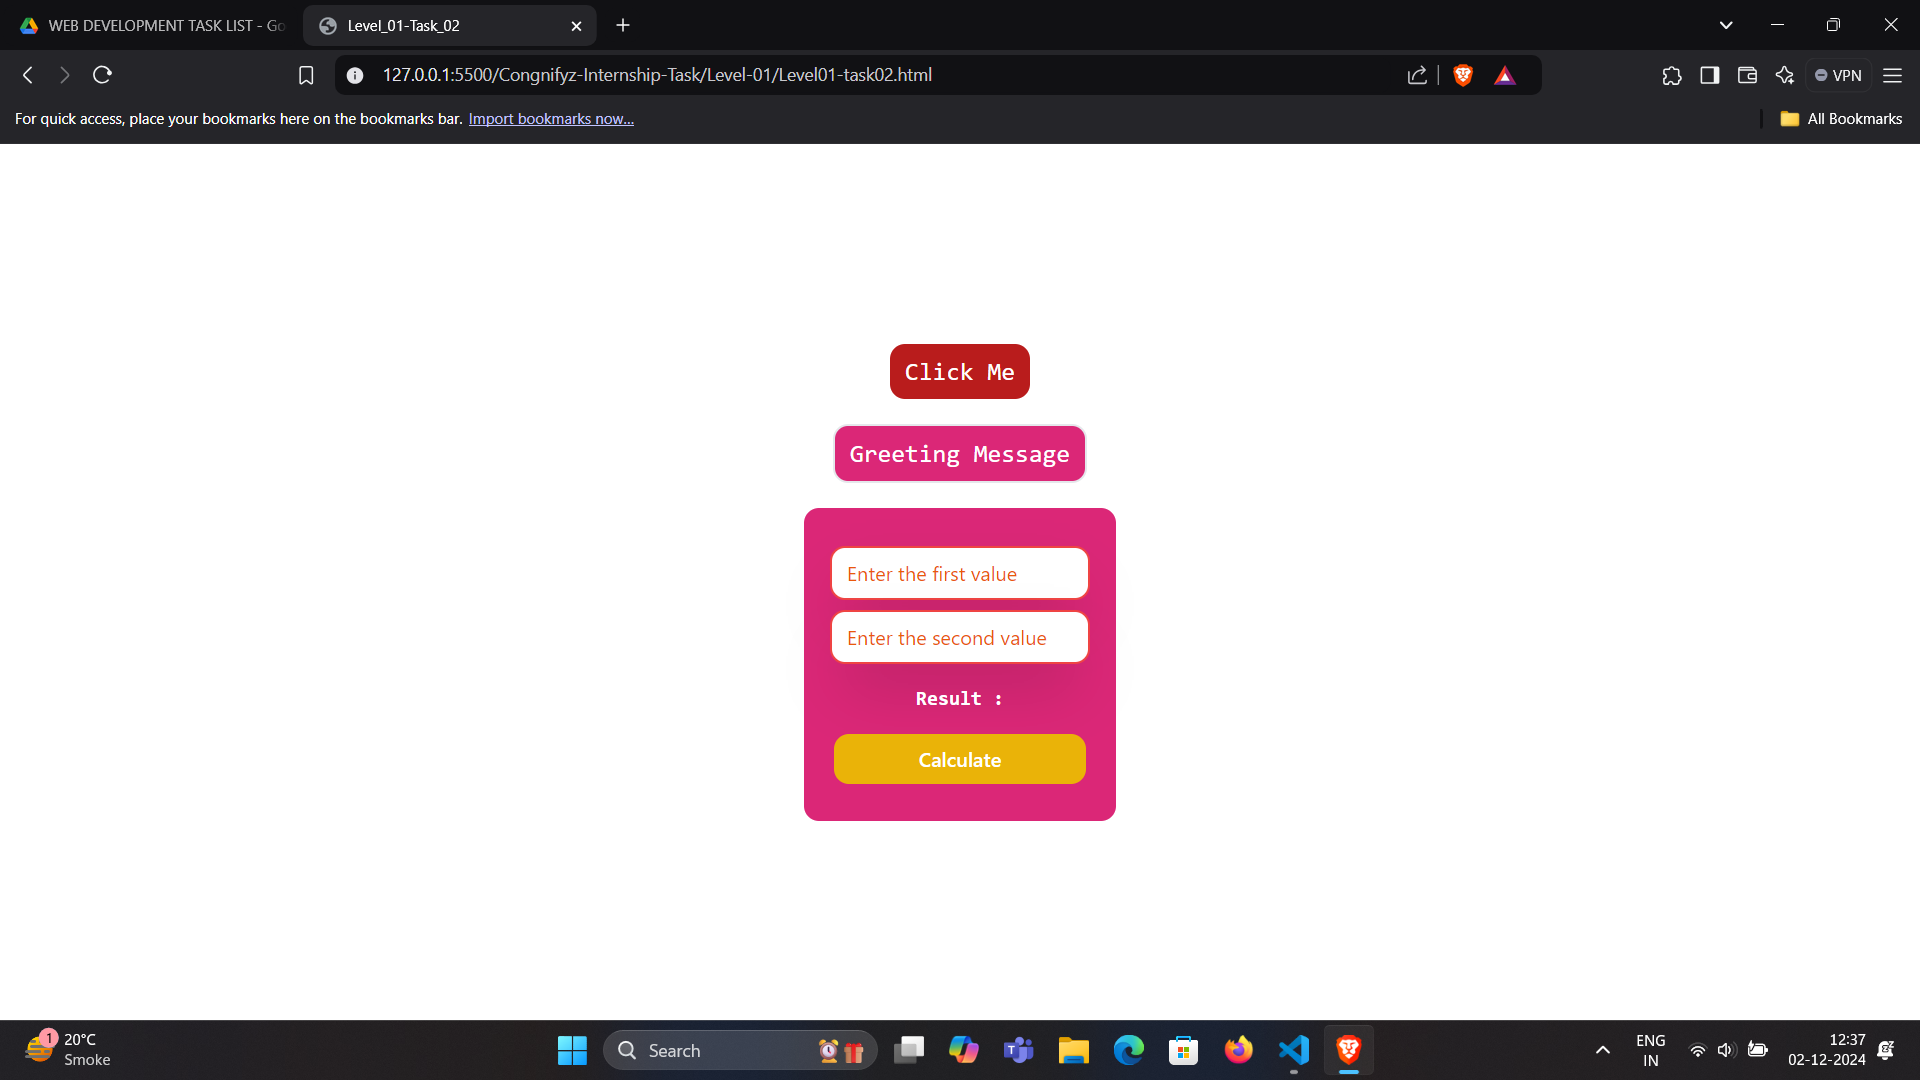 WEB DEVELOPMENT TASK LIST - Go
Level_01-Task_02
127.0.0.1:5500/Congnifyz-Internship-Task/Level-01/Level01-task02.html
VPN
For quick access, place your bookmarks here on the bookmarks bar. Import bookmarks now...
All Bookmarks
Click Me
Greeting Message
Enter the first value
Enter the second value
Result :
Calculate
1
20°C
Smoke
Search
ENG
IN
12:37
02-12-2024